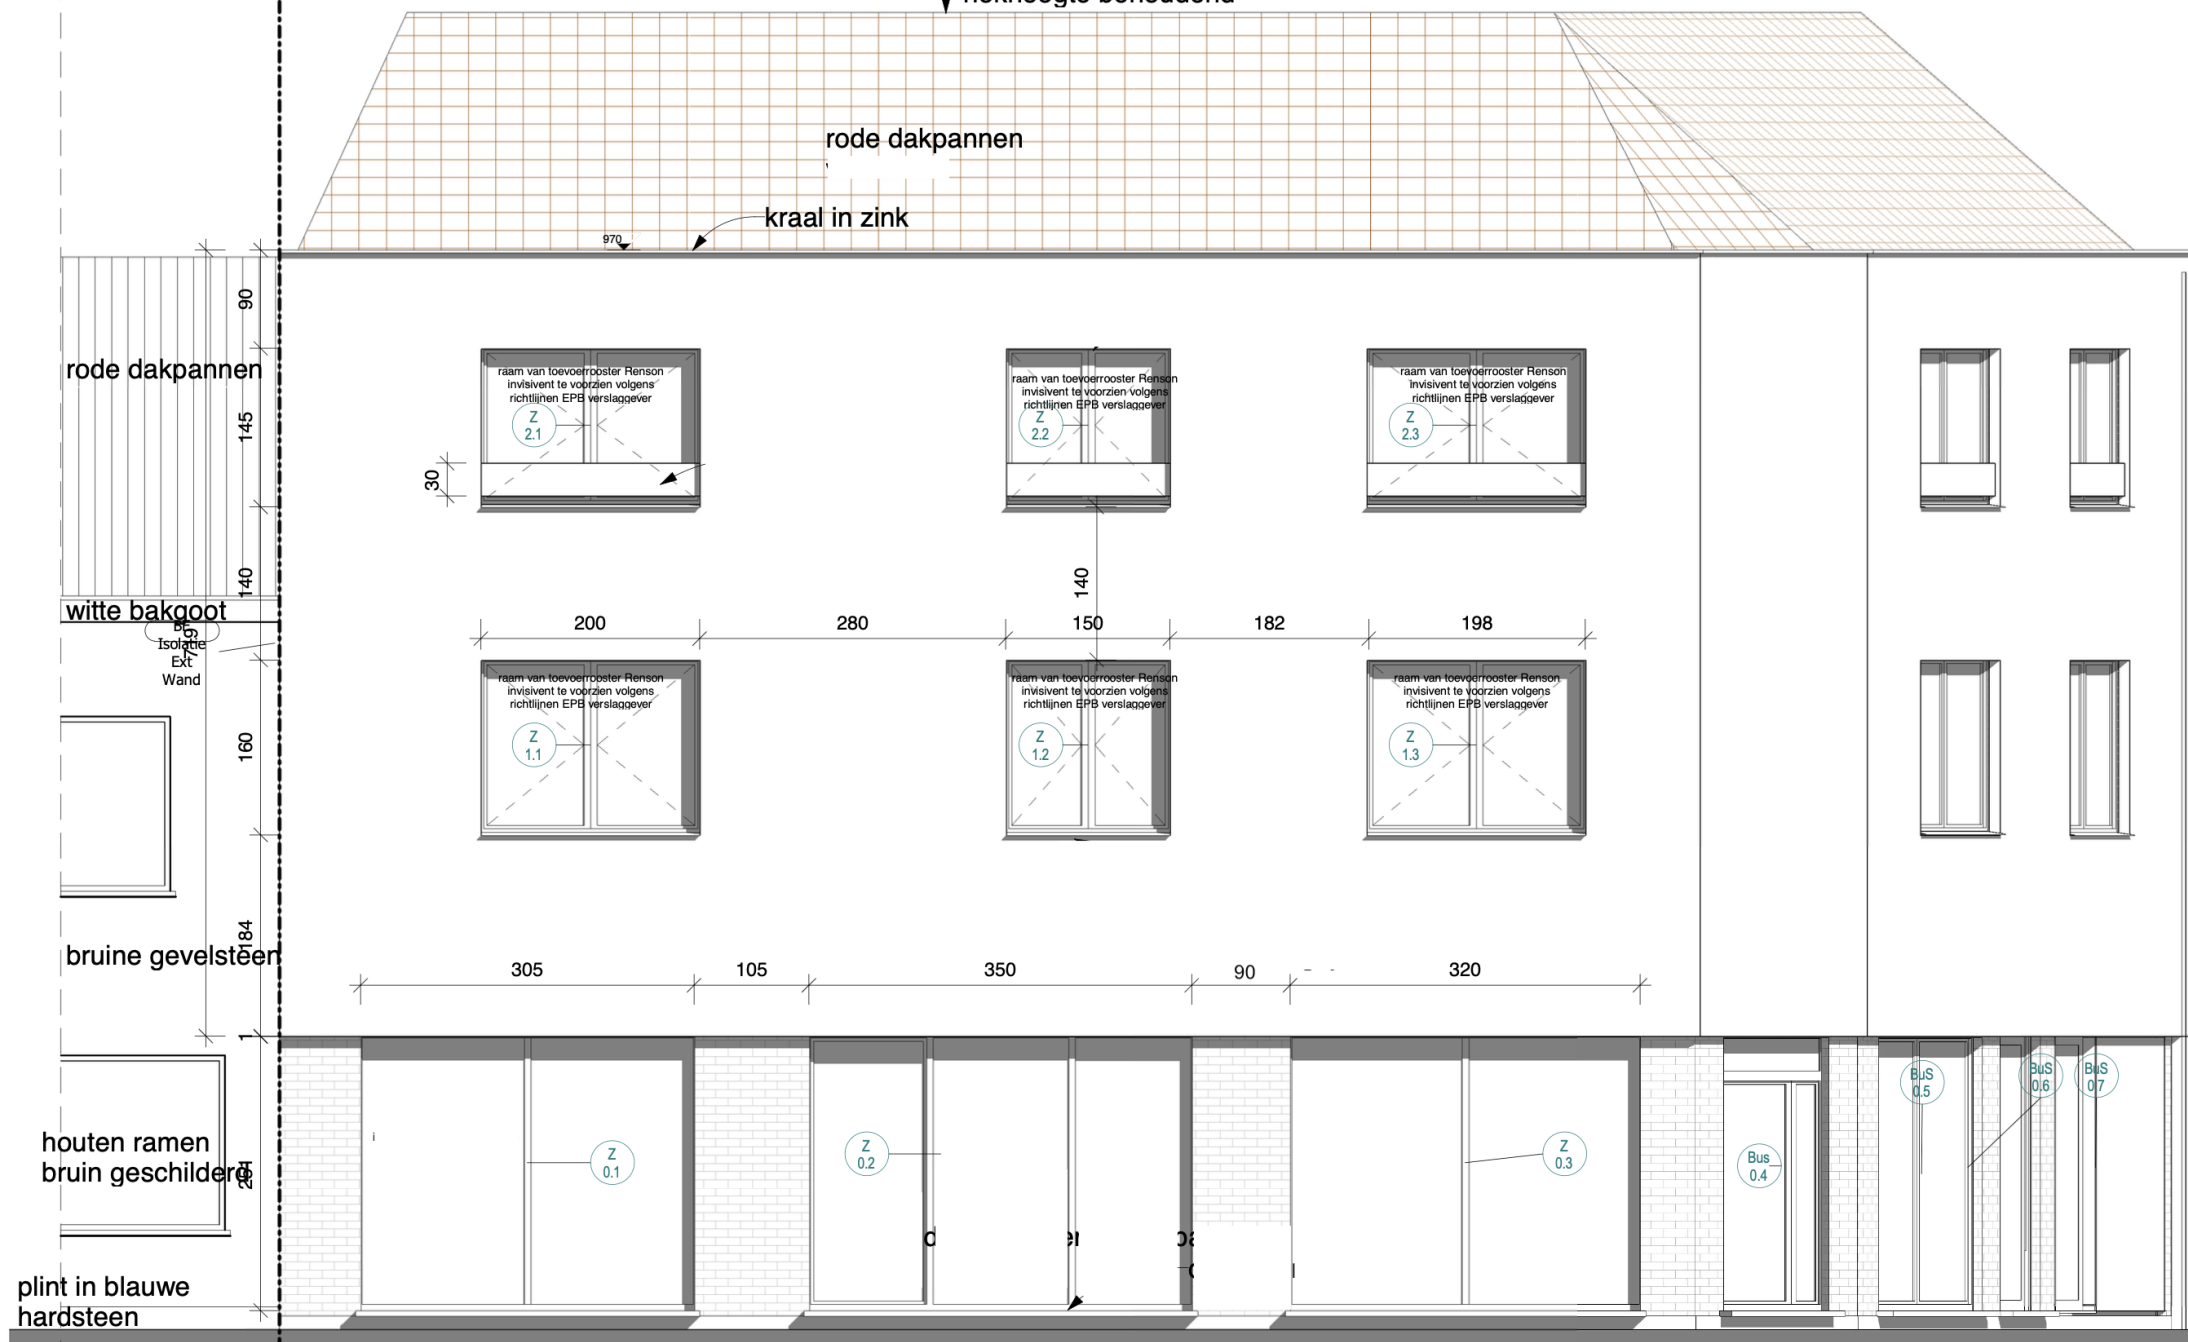 nokhoogte behoudend
rode dakpannen
kraal in zink
970
90
rode dakpannen
145
30
140
witte bakgoot
719
Isolatie
Ext
Wand
160
184
bruine gevelsteen
1
houten ramen
bruin geschilderd
plint in blauwe
hardsteen
raam van toevoerrooster Renson
invisivent te voorzien volgens
richtlijnen EPB verslaggever
Z
2.1
raam van toevoerrooster Renson
invisivent te voorzien volgens
richtlijnen EPB verslaggever
Z
2.2
raam van toevoerrooster Renson
invisivent te voorzien volgens
richtlijnen EPB verslaggever
Z
2.3
140
200
280
150
182
198
raam van toevoerrooster Renson
invisivent te voorzien volgens
richtlijnen EPB verslaggever
Z
1.1
raam van toevoerrooster Renson
invisivent te voorzien volgens
richtlijnen EPB verslaggever
Z
1.2
raam van toevoerrooster Renson
invisivent te voorzien volgens
richtlijnen EPB verslaggever
Z
1.3
305
105
350
90
320
Z
0.1
Z
0.2
Z
0.3
Bus
0.4
BuS
0.5
BuS
0.6
BuS
0.7